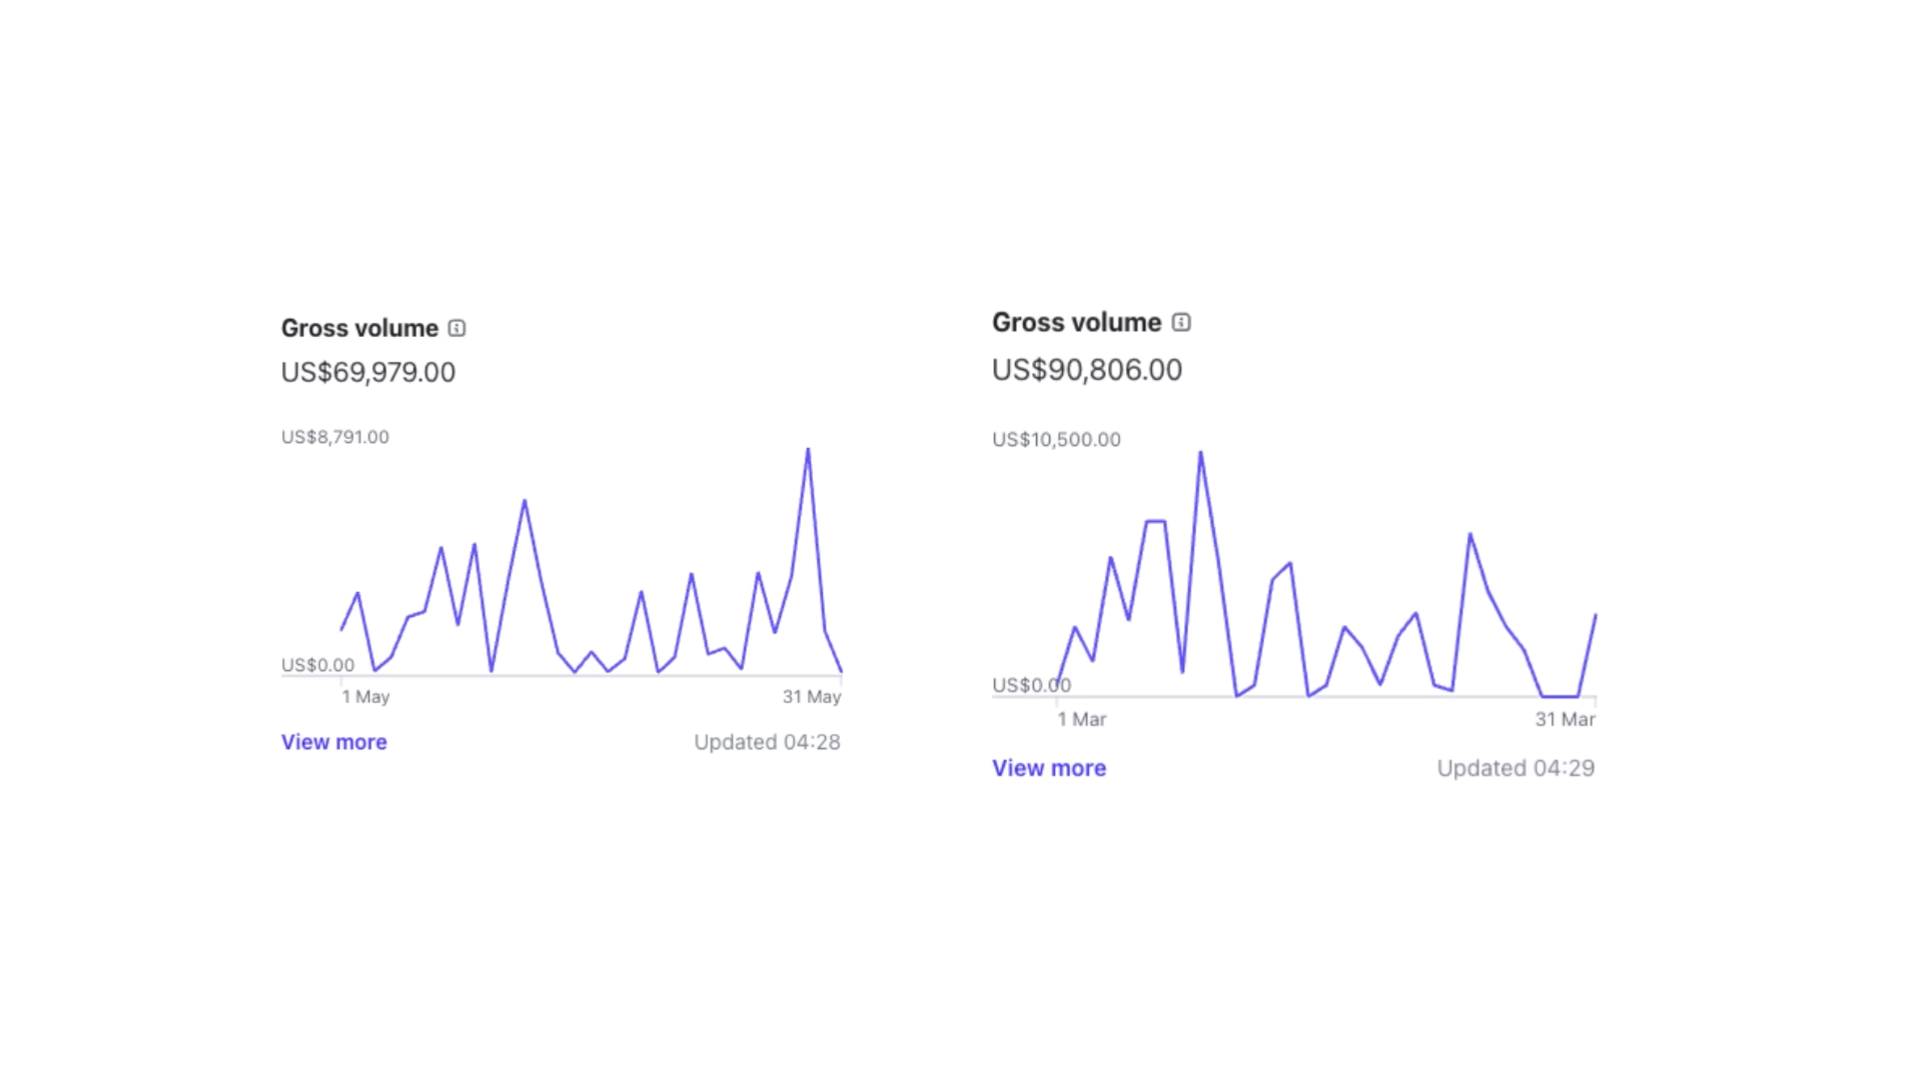 Gross volume
US$69,979.00
US$8,791.00
US$0.00
1 May
31 May
View more
Updated 04:28
Gross volume
US$90,806.00
US$10,500.00
US$0.00
1 Mar
31 Mar
View more
Updated 04:29